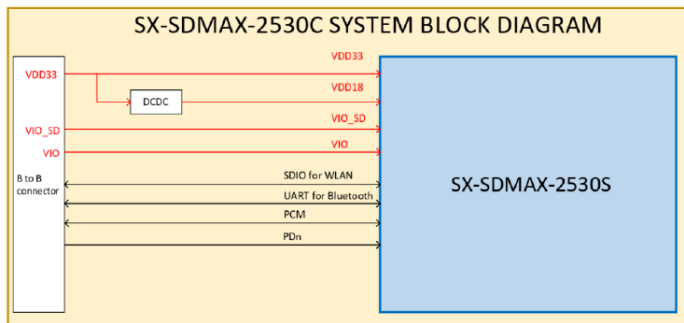 SX-SDMAX-2530C SYSTEM BLOCK DIAGRAM
VDD33
VDD33
VDD18
DCDC
VIO_SD
VIO_SD
VIO
VIO
B to B
connector
SDIO for WLAN
SX-SDMAX-2530S
UART for Bluetooth
PCM
PDn